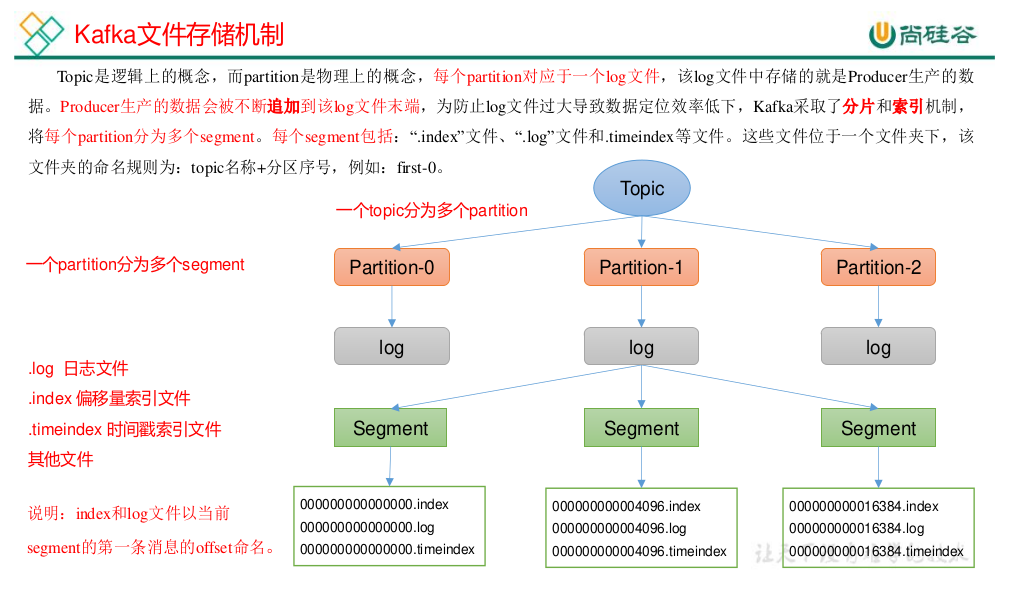 Kafka文件存储机制
尚硅谷
Topic是逻辑上的概念，而partition是物理上的概念，每个partition对应于一个log文件，该log文件中存储的就是Producer生产的数
据。Producer生产的数据会被不断追加到该log文件末端，为防止log文件过大导致数据定位效率低下，Kafka采取了分片和索引机制，
将每个partition分为多个segment。每个segment包括：“.index”文件、“.log”文件和.timeindex等文件。这些文件位于一个文件夹下，该
文件夹的命名规则为：topic名称+分区序号，例如：first-0。
Topic
一个topic分为多个partition
一个partition分为多个segment
Partition-0
Partition-1
Partition-2
log
log
log
.log 日志文件
.index 偏移量索引文件
.timeindex 时间戳索引文件
其他文件
Segment
Segment
Segment
说明：index和log文件以当前
segment的第一条消息的offset命名。
000000000000000.index
000000000000000.log
000000000000000.timeindex
000000000004096.index
000000000004096.log
000000000004096.timeindex
000000000016384.index
000000000016384.log
000000000016384.timeindex